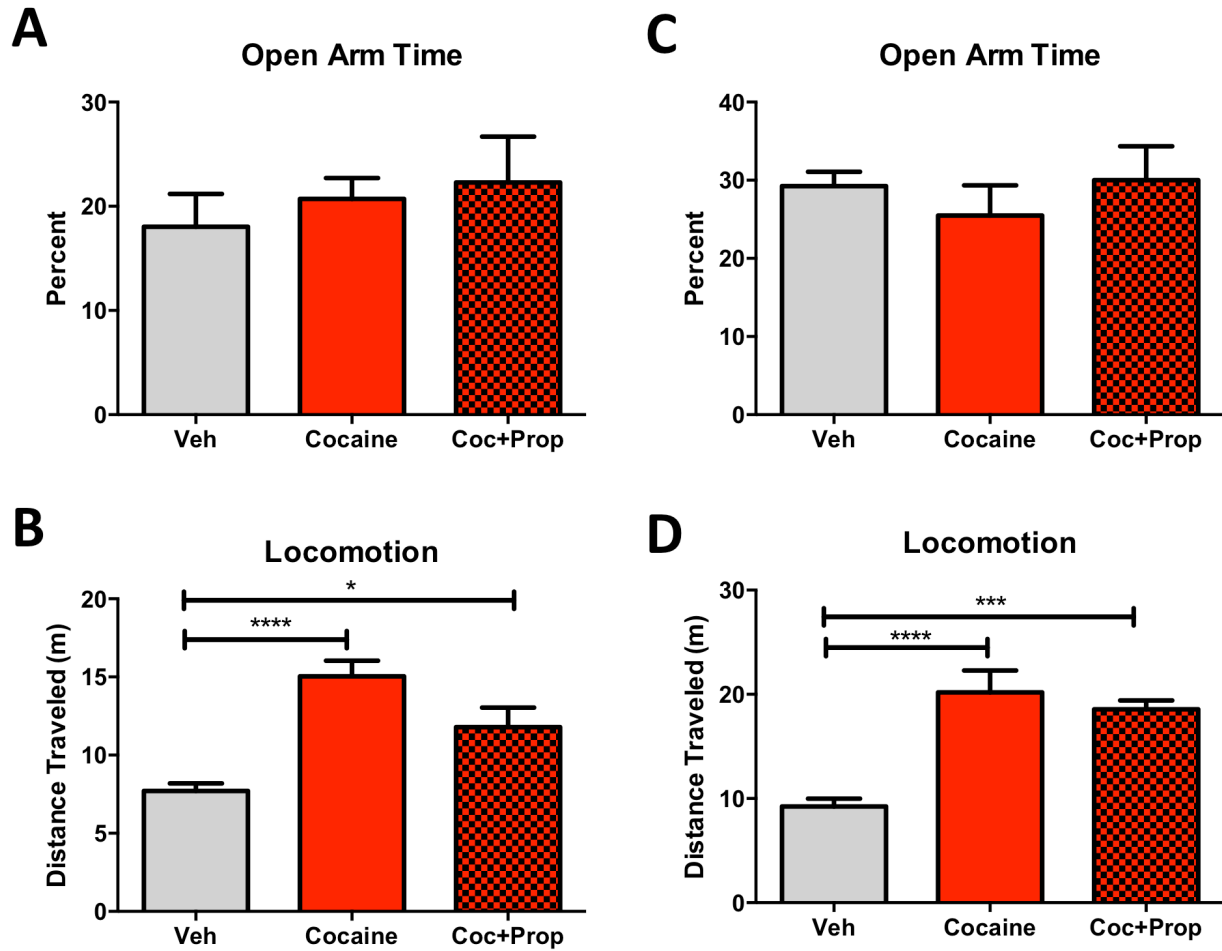 A
Open Arm Time
Percent
30
20
10
0
Veh Cocaine Coc+Prop
C
Open Arm Time
Percent
40
30
20
10
0
Veh Cocaine Coc+Prop
B
Locomotion
Distance Traveled (m)
20
15
10
5
0
*
****
Veh Cocaine Coc+Prop
D
Locomotion
Distance Traveled (m)
30
20
10
0
***
****
Veh Cocaine Coc+Prop